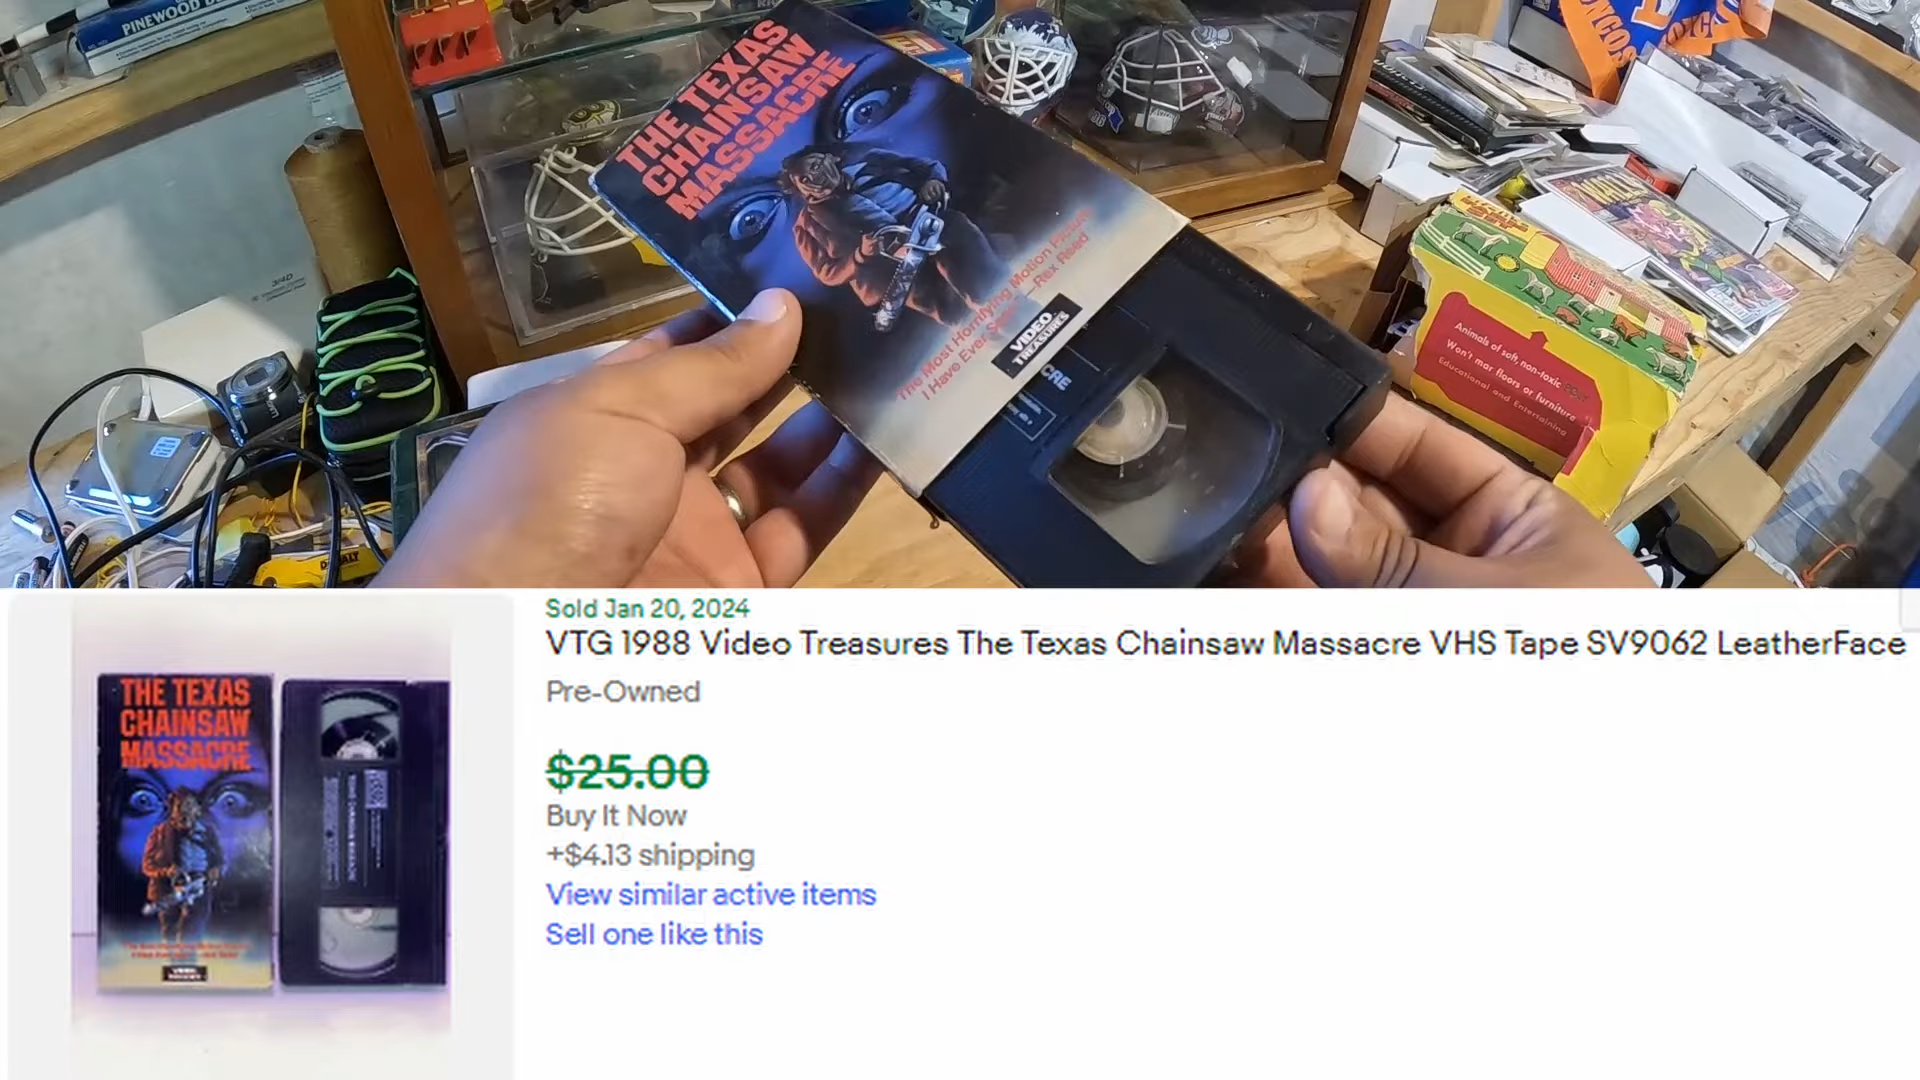 PINEWOOD DE
THE TEXAS
CHAINSAW
MASSACRE
The Most Horrifying Motion Picture
I Have Ever Seen —Rex Reed
VIDEO
TREASURES
CRE
Animals of soft, non-toxic
Won't mar floors or furniture
Educational and Entertaining
DEWALT
Sold Jan 20, 2024
VTG 1988 Video Treasures The Texas Chainsaw Massacre VHS Tape SV9062 LeatherFace
Pre-Owned
$25.00
Buy It Now
+$4.13 shipping
View similar active items
Sell one like this
THE TEXAS
CHAINSAW
MASSACRE